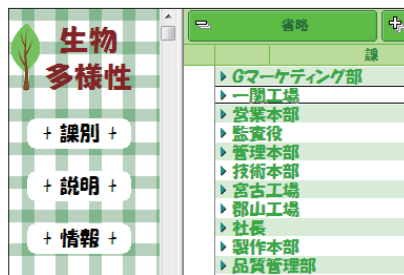 生物
多様性
+ 課別 +
+ 説明 +
+ 情報 +
省略
課
Gマーケティング部
一関工場
営業本部
監査役
管理本部
技術本部
宮古工場
郡山工場
社長
製作本部
品質管理部